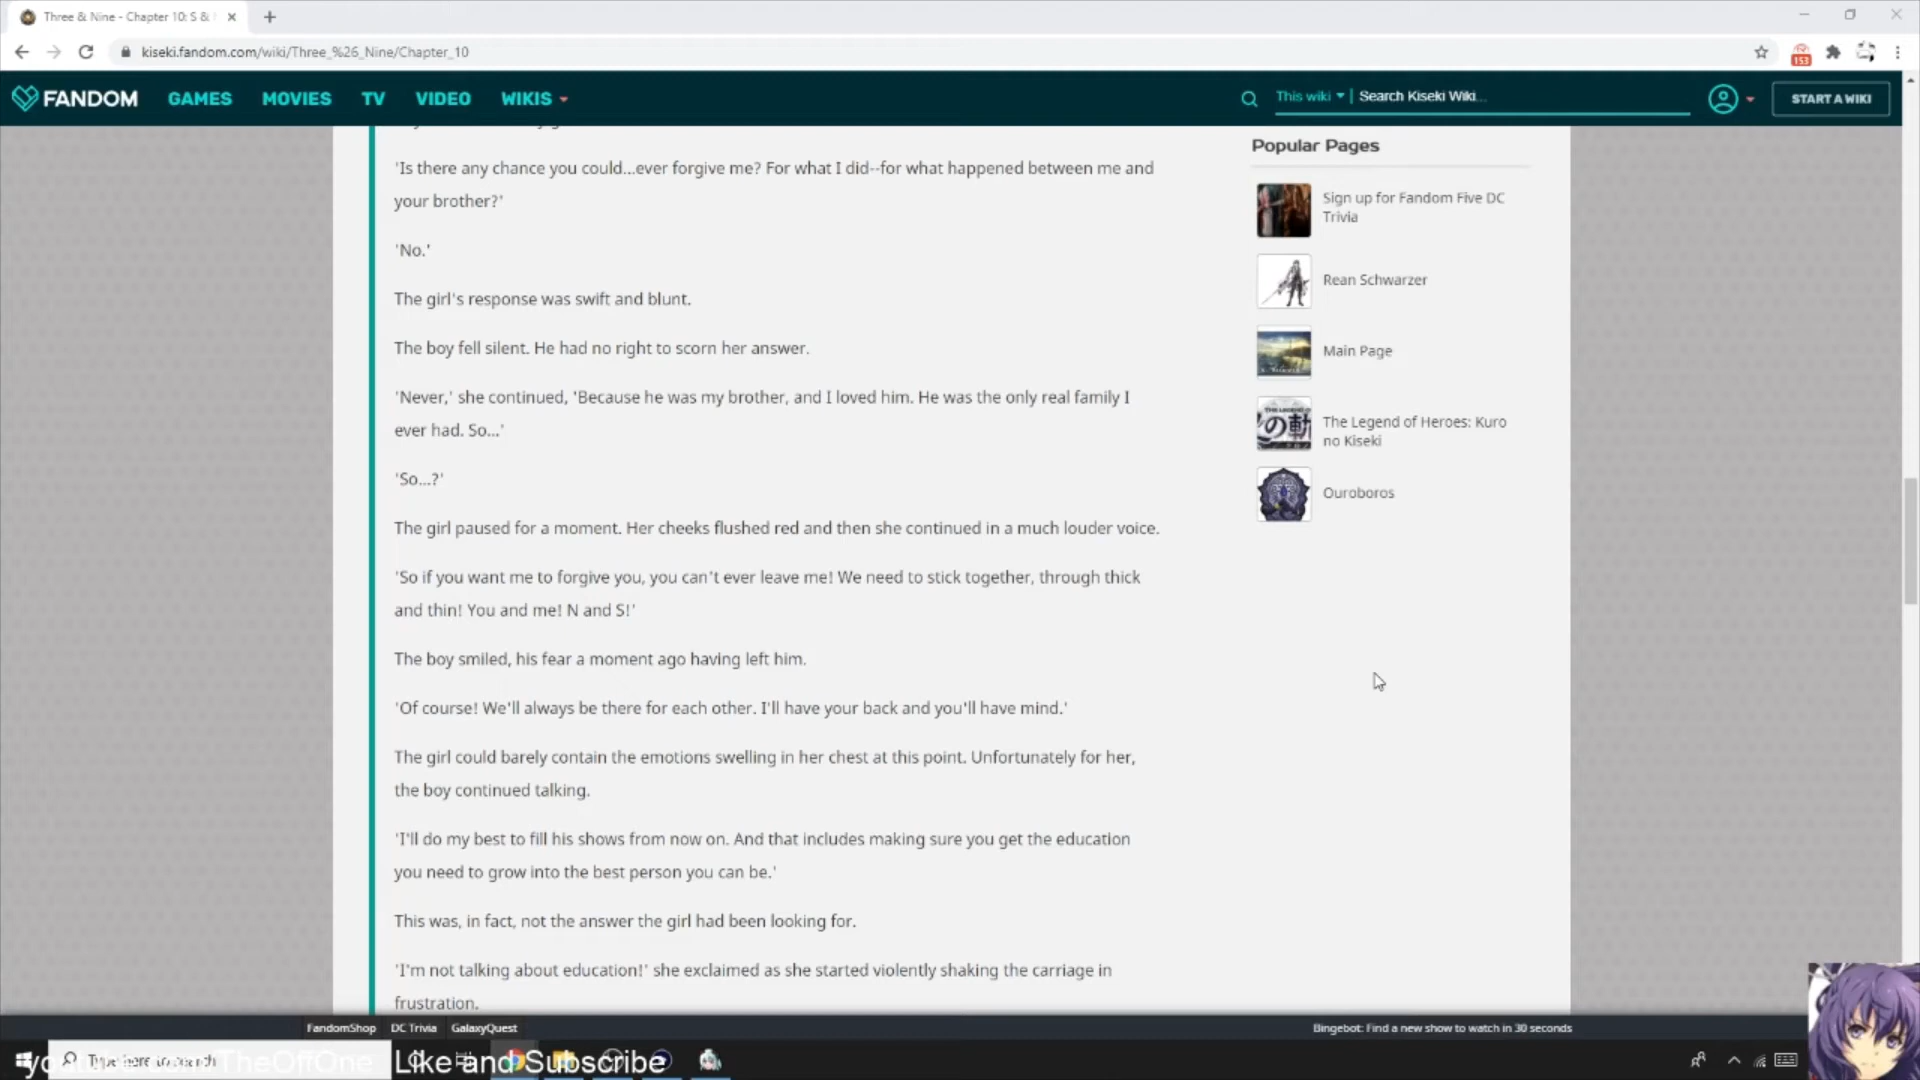 Three & Nine - Chapter 10: S &
kiseki.fandom.com/wiki/Three_%26_Nine/Chapter_10
153
FANDOM GAMES MOVIES TV VIDEO WIKIS This wiki Search Kiseki Wiki... START A WIKI
'Is there any chance you could...ever forgive me? For what I did--for what happened between me and
your brother?'
'No.'
The girl's response was swift and blunt.
The boy fell silent. He had no right to scorn her answer.
'Never,' she continued, 'Because he was my brother, and I loved him. He was the only real family I
ever had. So...'
'So...?'
The girl paused for a moment. Her cheeks flushed red and then she continued in a much louder voice.
'So if you want me to forgive you, you can't ever leave me! We need to stick together, through thick
and thin! You and me! N and S!'
The boy smiled, his fear a moment ago having left him.
'Of course! We'll always be there for each other. I'll have your back and you'll have mind.'
The girl could barely contain the emotions swelling in her chest at this point. Unfortunately for her,
the boy continued talking.
'I'll do my best to fill his shows from now on. And that includes making sure you get the education
you need to grow into the best person you can be.'
This was, in fact, not the answer the girl had been looking for.
'I'm not talking about education!' she exclaimed as she started violently shaking the carriage in
frustration.
Popular Pages
Sign up for Fandom Five DC
Trivia
Rean Schwarzer
Main Page
の軌
The Legend of Heroes: Kuro
no Kiseki
Ouroboros
FandomShop DC Trivia GalaxyQuest Bingebot: Find a new show to watch in 30 seconds
Type here to search
youtube.com/TheOffOne Like and Subscribe